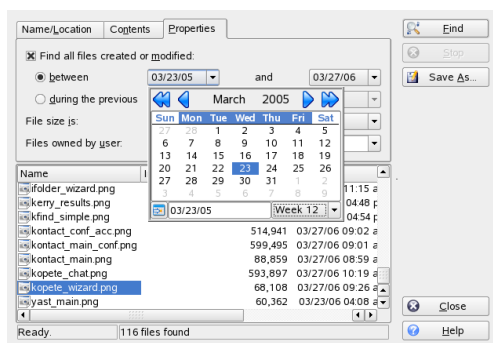 Name/Location Contents Properties
Find
Find all files created or modified:
Stop
between 03/23/05 and 03/27/06
Save As...
during the previous
March 2005
File size is:
Files owned by user:
Sun Mon Tue Wed Thu Fri Sat
27 28 1 2 3 4 5
6 7 8 9 10 11 12
13 14 15 16 17 18 19
20 21 22 23 24 25 26
27 28 29 30 31 1 2
3 4 5 6 7 8 9
03/23/05 Week 12
Name
ifolder_wizard.png 11:15 a
kerry_results.png 04:48 p
kfind_simple.png 04:54 p
kontact_conf_acc.png 514,941 03/27/06 09:02 a
kontact_main_conf.png 599,495 03/27/06 09:01 a
kontact_main.png 88,859 03/27/06 08:59 a
kopete_chat.png 593,897 03/27/06 10:19 a
kopete_wizard.png 68,108 03/27/06 09:26 a
yast_main.png 60,362 03/23/06 04:08 a
Close
Ready. 116 files found
Help